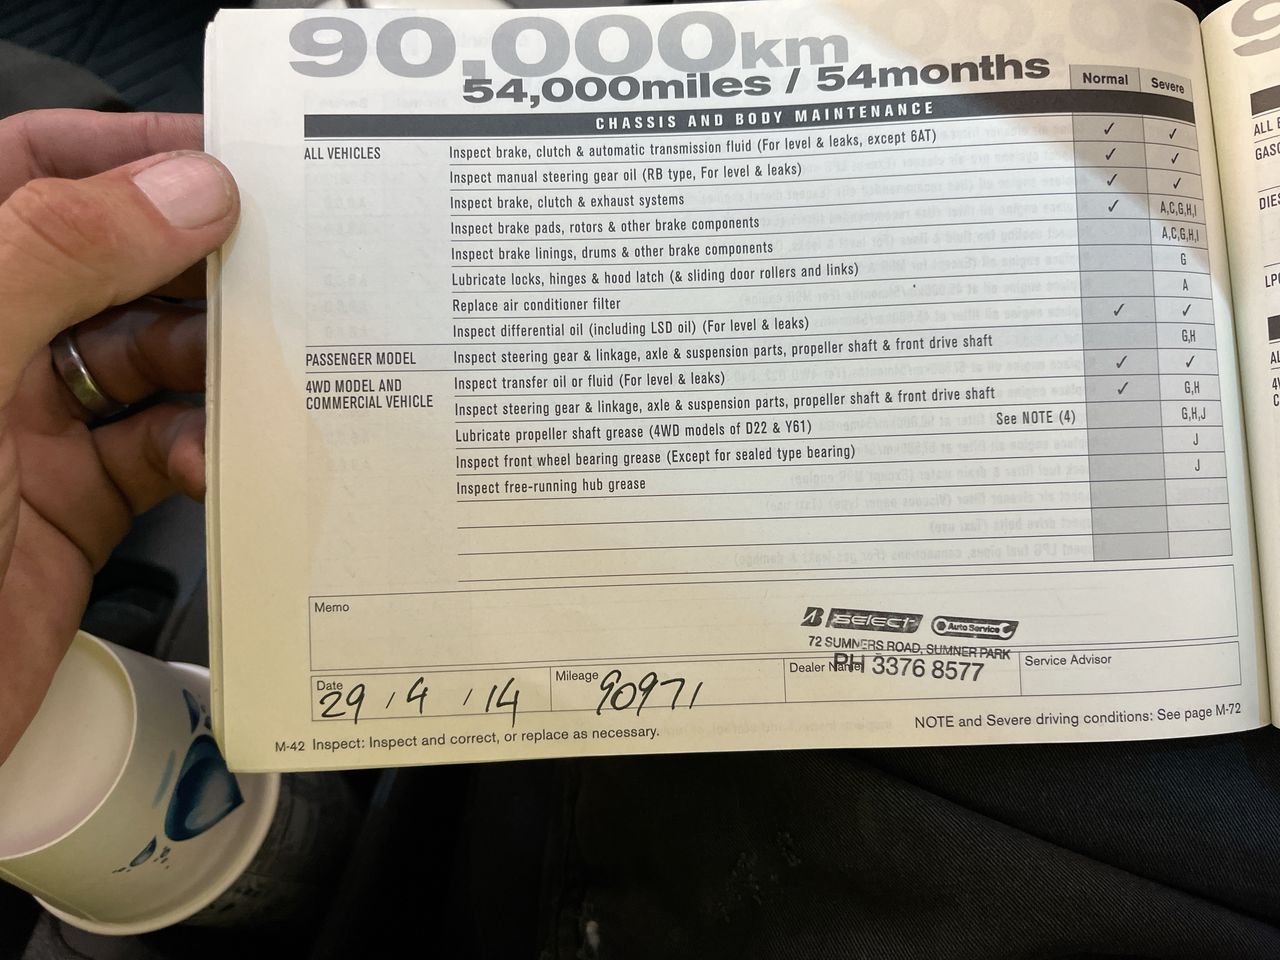 90,000km
54,000miles / 54months
Normal Severe
CHASSIS AND BODY MAINTENANCE
ALL VEHICLES Inspect brake, clutch & automatic transmission fluid (For level & leaks, except 6AT) ✓ ✓
Inspect manual steering gear oil (RB type, For level & leaks) ✓ ✓
Inspect brake, clutch & exhaust systems ✓ ✓
Inspect brake pads, rotors & other brake components ✓ A,C,G,H,I
Inspect brake linings, drums & other brake components A,C,G,H,I
Lubricate locks, hinges & hood latch (& sliding door rollers and links) G
Replace air conditioner filter A
Inspect differential oil (including LSD oil) (For level & leaks) ✓ ✓
PASSENGER MODEL Inspect steering gear & linkage, axle & suspension parts, propeller shaft & front drive shaft G,H
4WD MODEL AND COMMERCIAL VEHICLE Inspect transfer oil or fluid (For level & leaks) ✓ ✓
Inspect steering gear & linkage, axle & suspension parts, propeller shaft & front drive shaft ✓ G,H
Lubricate propeller shaft grease (4WD models of D22 & Y61) See NOTE (4) G,H,J
Inspect front wheel bearing grease (Except for sealed type bearing) J
Inspect free-running hub grease J
Memo
B SELECT Auto Service
72 SUMNERS ROAD, SUMNER PARK
PH 3376 8577
Date 29 / 4 / 14
Mileage 90971
Dealer Name
Service Advisor
M-42 Inspect: Inspect and correct, or replace as necessary.
NOTE and Severe driving conditions: See page M-72